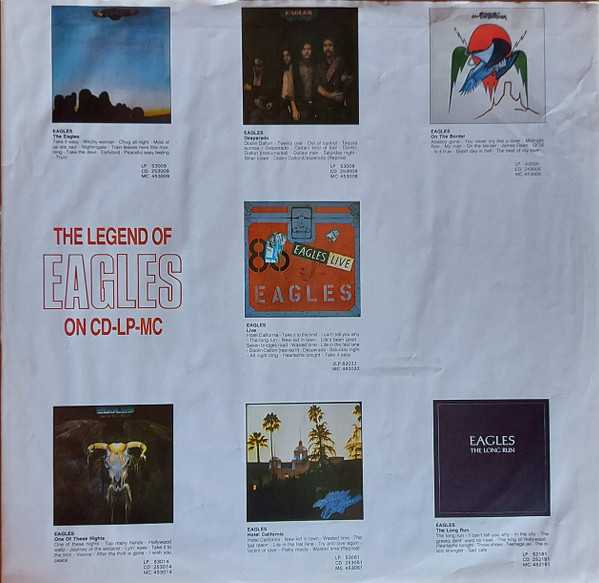 EAGLES
The Eagles
Take it easy · Witchy woman · Chug all night · Most of
us are sad · Nightingale · Train leaves here this mor-
ning · Take the devil · Earlybird · Peaceful easy feeling
· Tryin'
LP 53009
CD 253009
MC 453009
EAGLES
EAGLES
Desperado
Doolin Dalton · Twenty one · Out of control · Tequila
sunrise · Desperado · Certain kind of fool · Doolin
Dalton (instrumental) · Outlaw man · Saturday night ·
Bitter creek · Doolin Dalton/Desperado (Reprise)
LP 53008
CD 253008
MC 453008
EAGLES
On The Border
Already gone · You never cry like a lover · Midnight
flyer · My man · On the border · James Dean · Ol'55
· Is it true · Good day in hell · The best of my love
LP 43005
CD 243005
MC 443005
THE LEGEND OF
EAGLES
ON CD-LP-MC
EAGLES LIVE
EAGLES
EAGLES
Live
Hotel California · Take it to the limit · I can't tell you why
· The long run · New kid in town · Life's been good ·
Seven bridges road · Wasted time · Life in the fast lane
· Doolin Dalton (reprise II) · Desperado · Saturday night
· All night long · Heartache tonight · Take it easy
2LP 62032
MC 462032
EAGLES
EAGLES
One Of These Nights
One of these nights · Too many hands · Hollywood
waltz · Journey of the sorcerer · Lyin' eyes · Take it to
the limit · Visions · After the thrill is gone · I wish you
peace
LP 53014
CD 253014
MC 453014
EAGLES
Hotel California
Hotel California · New kid in town · Wasted time · The
last resort · Life in the fast lane · Try and love again ·
Victim of love · Pretty maids · Wasted time (Reprise)
LP 53051
CD 253051
MC 453051
EAGLES
THE LONG RUN
EAGLES
The Long Run
The long run · I can't tell you why · In the city · The
greeks don't want no freak · The king of Hollywood ·
Heartache tonight · Those shoes · Teenage jail · The di-
sco strangler · Sad cafe
LP 52181
CD 252181
MC 452181